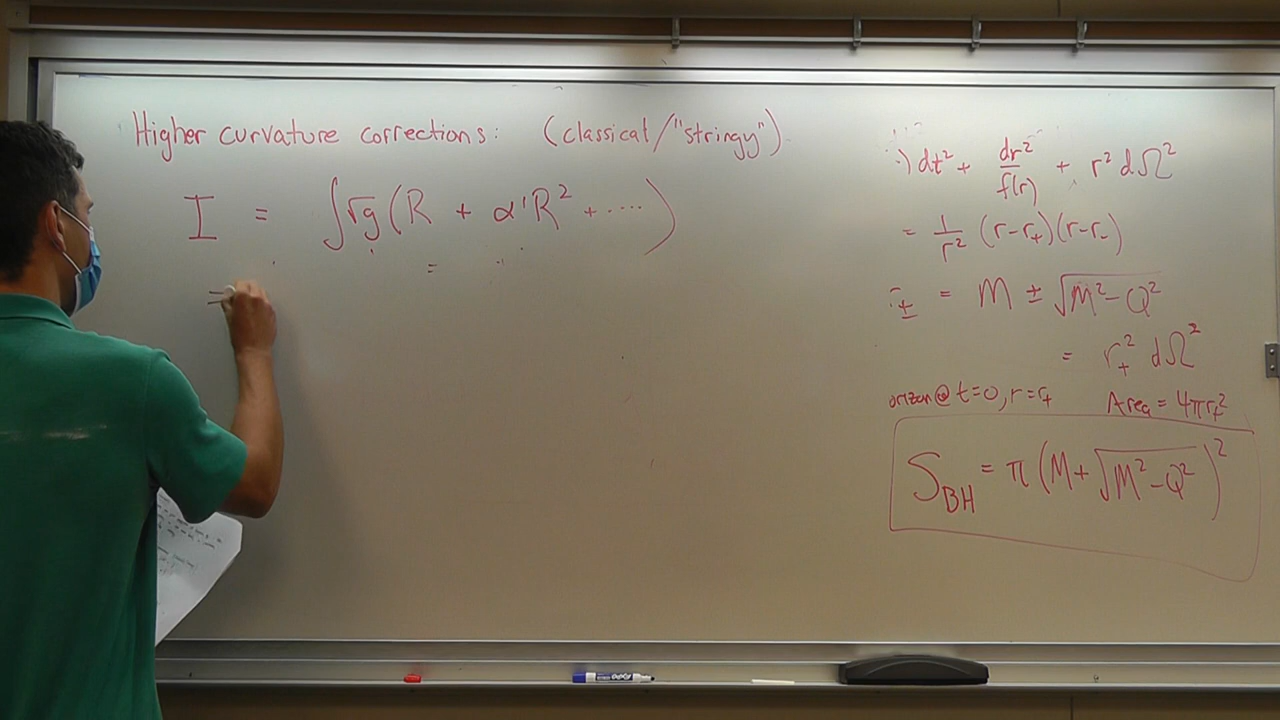 Higher curvature corrections: (classical/"stringy")
I = ∫√g (R + α'R² + ....)
=
) dt² + dr²/f(r) + r² dΩ²
= 1/r² (r-r₊)(r-r₋)
± = M ± √M²-Q²
= r₊² dΩ²
@ t=0, r=r₊ Area = 4πr₊²
S_BH = π(M+√M²-Q²)²
EXPO